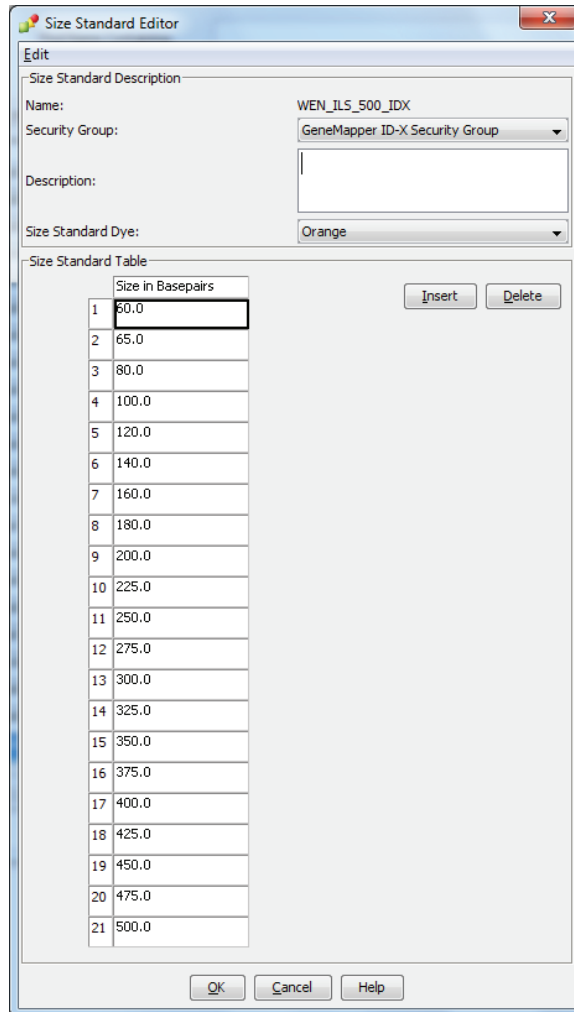 Size Standard Editor
X
Edit
Size Standard Description
Name: WEN_ILS_500_IDX
Security Group: GeneMapper ID-X Security Group
Description:
Size Standard Dye: Orange
Size Standard Table
Size in Basepairs
Insert Delete
1 60.0
2 65.0
3 80.0
4 100.0
5 120.0
6 140.0
7 160.0
8 180.0
9 200.0
10 225.0
11 250.0
12 275.0
13 300.0
14 325.0
15 350.0
16 375.0
17 400.0
18 425.0
19 450.0
20 475.0
21 500.0
OK Cancel Help